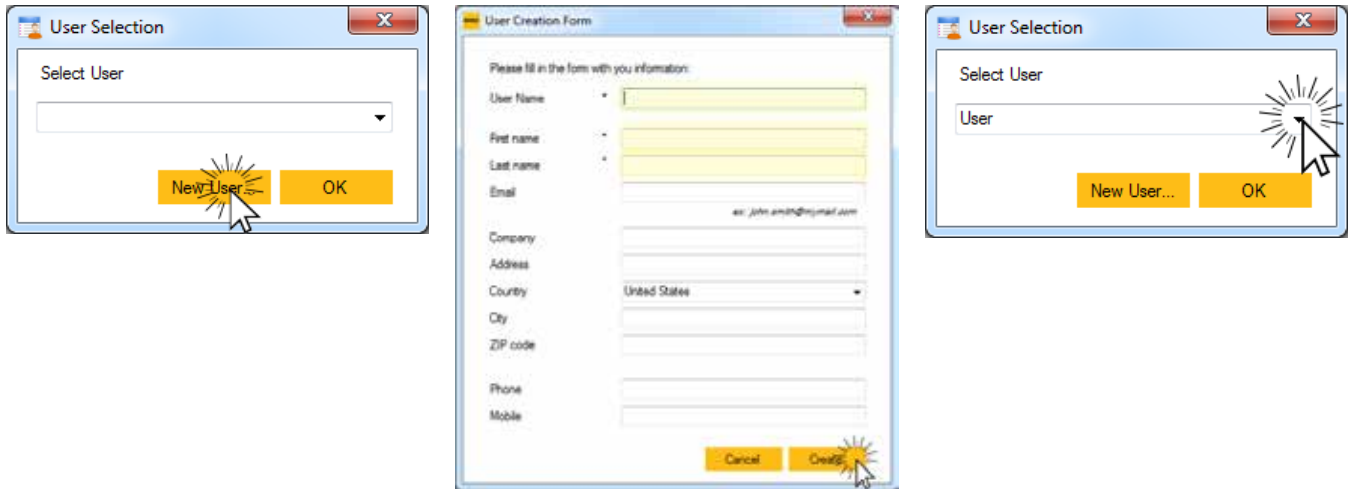 User Selection
Select User
New User...
OK
User Creation Form
Please fill in the form with you information:
User Name *
First name *
Last name *
Email
ex: john.smith@mymail.com
Company
Address
Country United States
City
ZIP code
Phone
Mobile
Cancel Create
User Selection
Select User
User
New User... OK